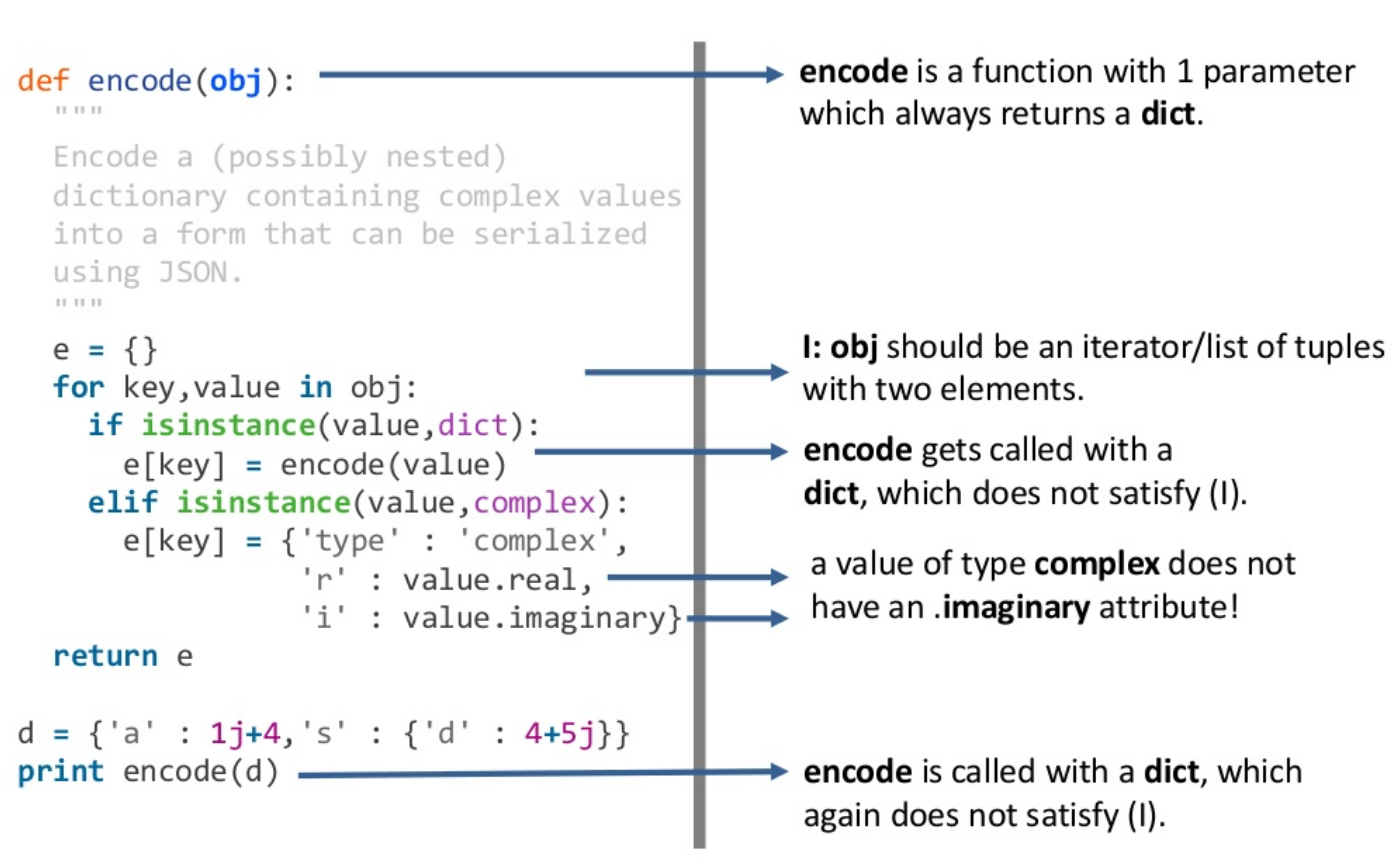 def encode(obj):
"""
Encode a (possibly nested)
dictionary containing complex values
into a form that can be serialized
using JSON.
"""
e = {}
for key,value in obj:
if isinstance(value,dict):
e[key] = encode(value)
elif isinstance(value,complex):
e[key] = {'type' : 'complex',
'r' : value.real,
'i' : value.imaginary}
return e
d = {'a' : 1j+4,'s' : {'d' : 4+5j}}
print encode(d)
encode is a function with 1 parameter
which always returns a dict.
I: obj should be an iterator/list of tuples
with two elements.
encode gets called with a
dict, which does not satisfy (I).
a value of type complex does not
have an .imaginary attribute!
encode is called with a dict, which
again does not satisfy (I).